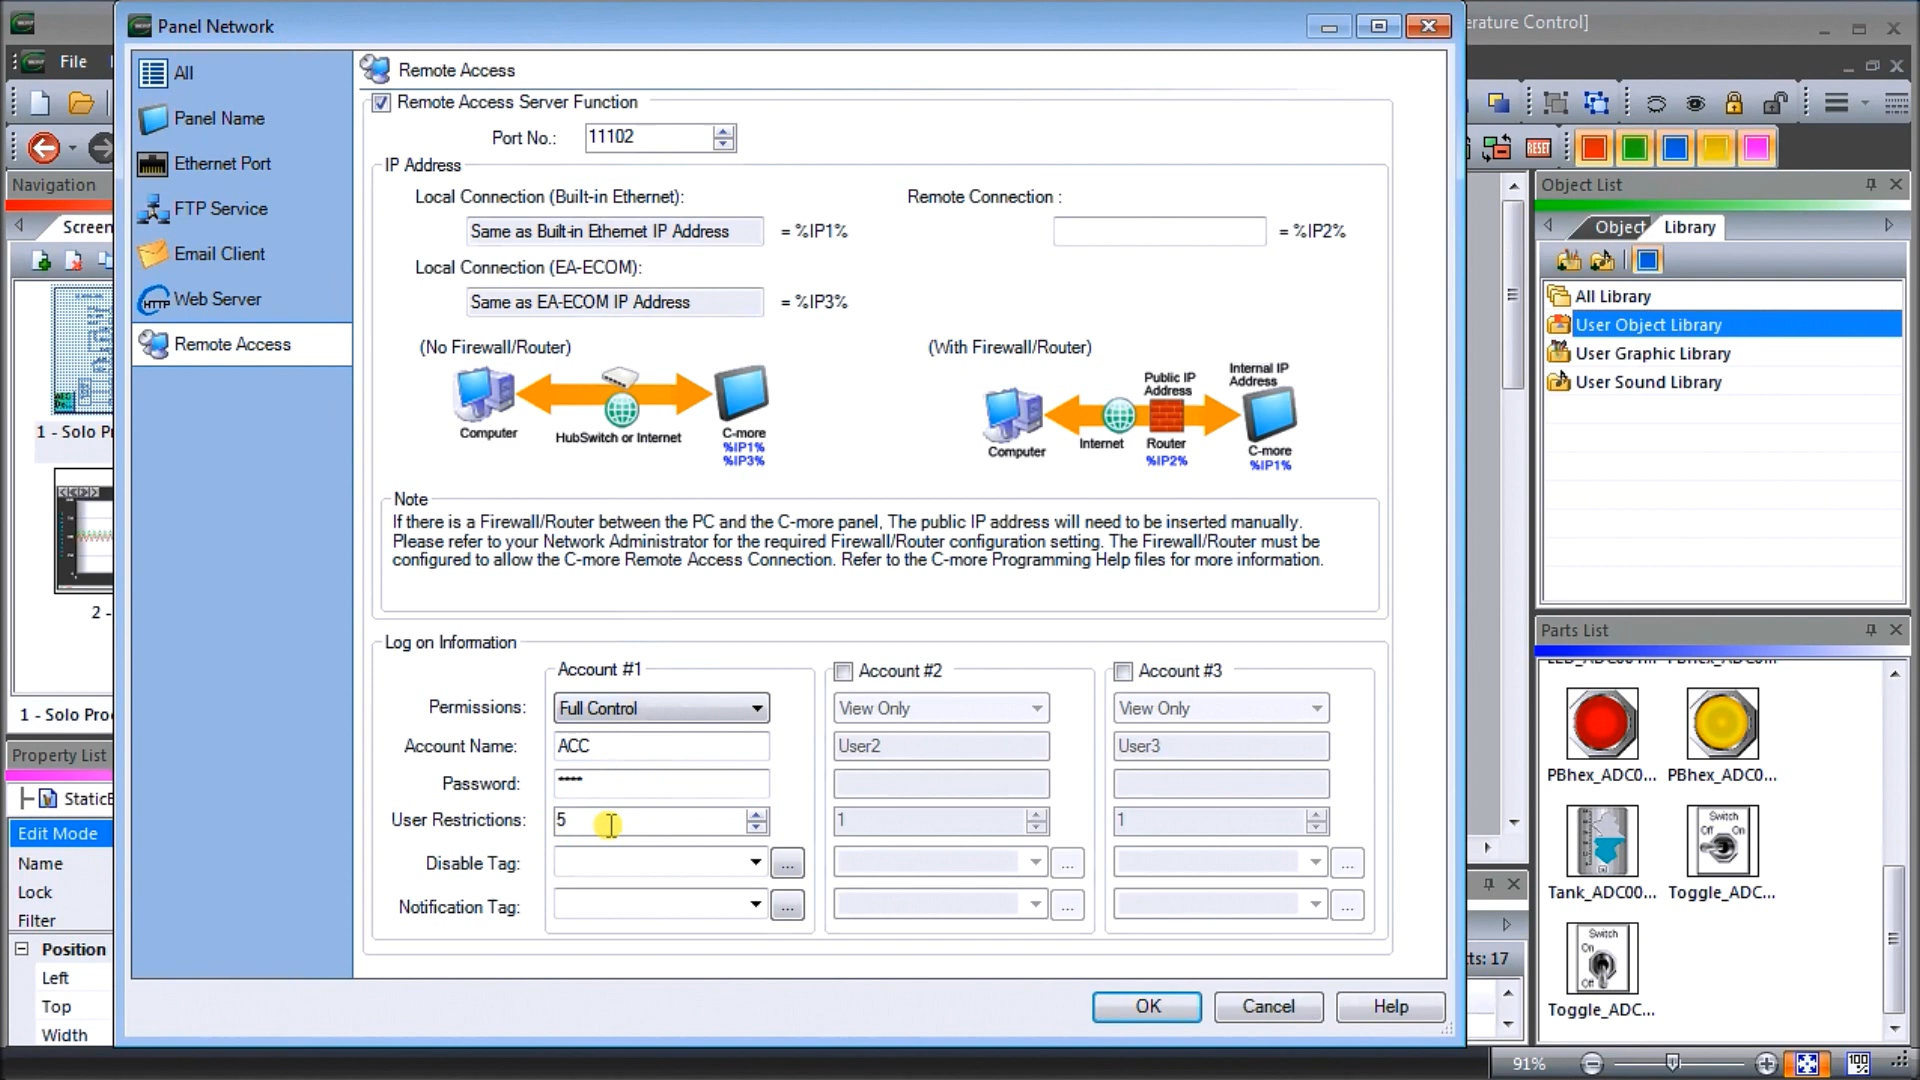 Panel Network
erature Control]
File
Navigation
Screen
1 - Solo P
2 -
1 - Solo Pro
Property List
Static
Edit Mode
Name
Lock
Filter
Position
Left
Top
Width
All
Panel Name
Ethernet Port
FTP Service
Email Client
HTTP Web Server
Remote Access
Remote Access
Remote Access Server Function
Port No.: 11102
IP Address
Local Connection (Built-in Ethernet):
Remote Connection :
Same as Built-in Ethernet IP Address = %IP1%
= %IP2%
Local Connection (EA-ECOM):
Same as EA-ECOM IP Address = %IP3%
(No Firewall/Router)
(With Firewall/Router)
Computer
HubSwitch or Internet
C-more
%IP1%
%IP3%
Computer
Internet
Public IP
Address
Router
%IP2%
Internal IP
Address
C-more
%IP1%
Note
If there is a Firewall/Router between the PC and the C-more panel, The public IP address will need to be inserted manually.
Please refer to your Network Administrator for the required Firewall/Router configuration setting. The Firewall/Router must be
configured to allow the C-more Remote Access Connection. Refer to the C-more Programming Help files for more information.
Log on Information
Account #1
Account #2
Account #3
Permissions: Full Control View Only View Only
Account Name: ACC User2 User3
Password: ****
User Restrictions: 5 1 1
Disable Tag: ... ... ...
Notification Tag: ... ... ...
OK
Cancel
Help
RESET
Object List
Object
Library
All Library
User Object Library
User Graphic Library
User Sound Library
Parts List
PBhex_ADC0...
PBhex_ADC0...
Switch
Off On
Tank_ADC00...
Toggle_ADC...
Switch
On
Off
Toggle_ADC...
ts: 17
91%
100